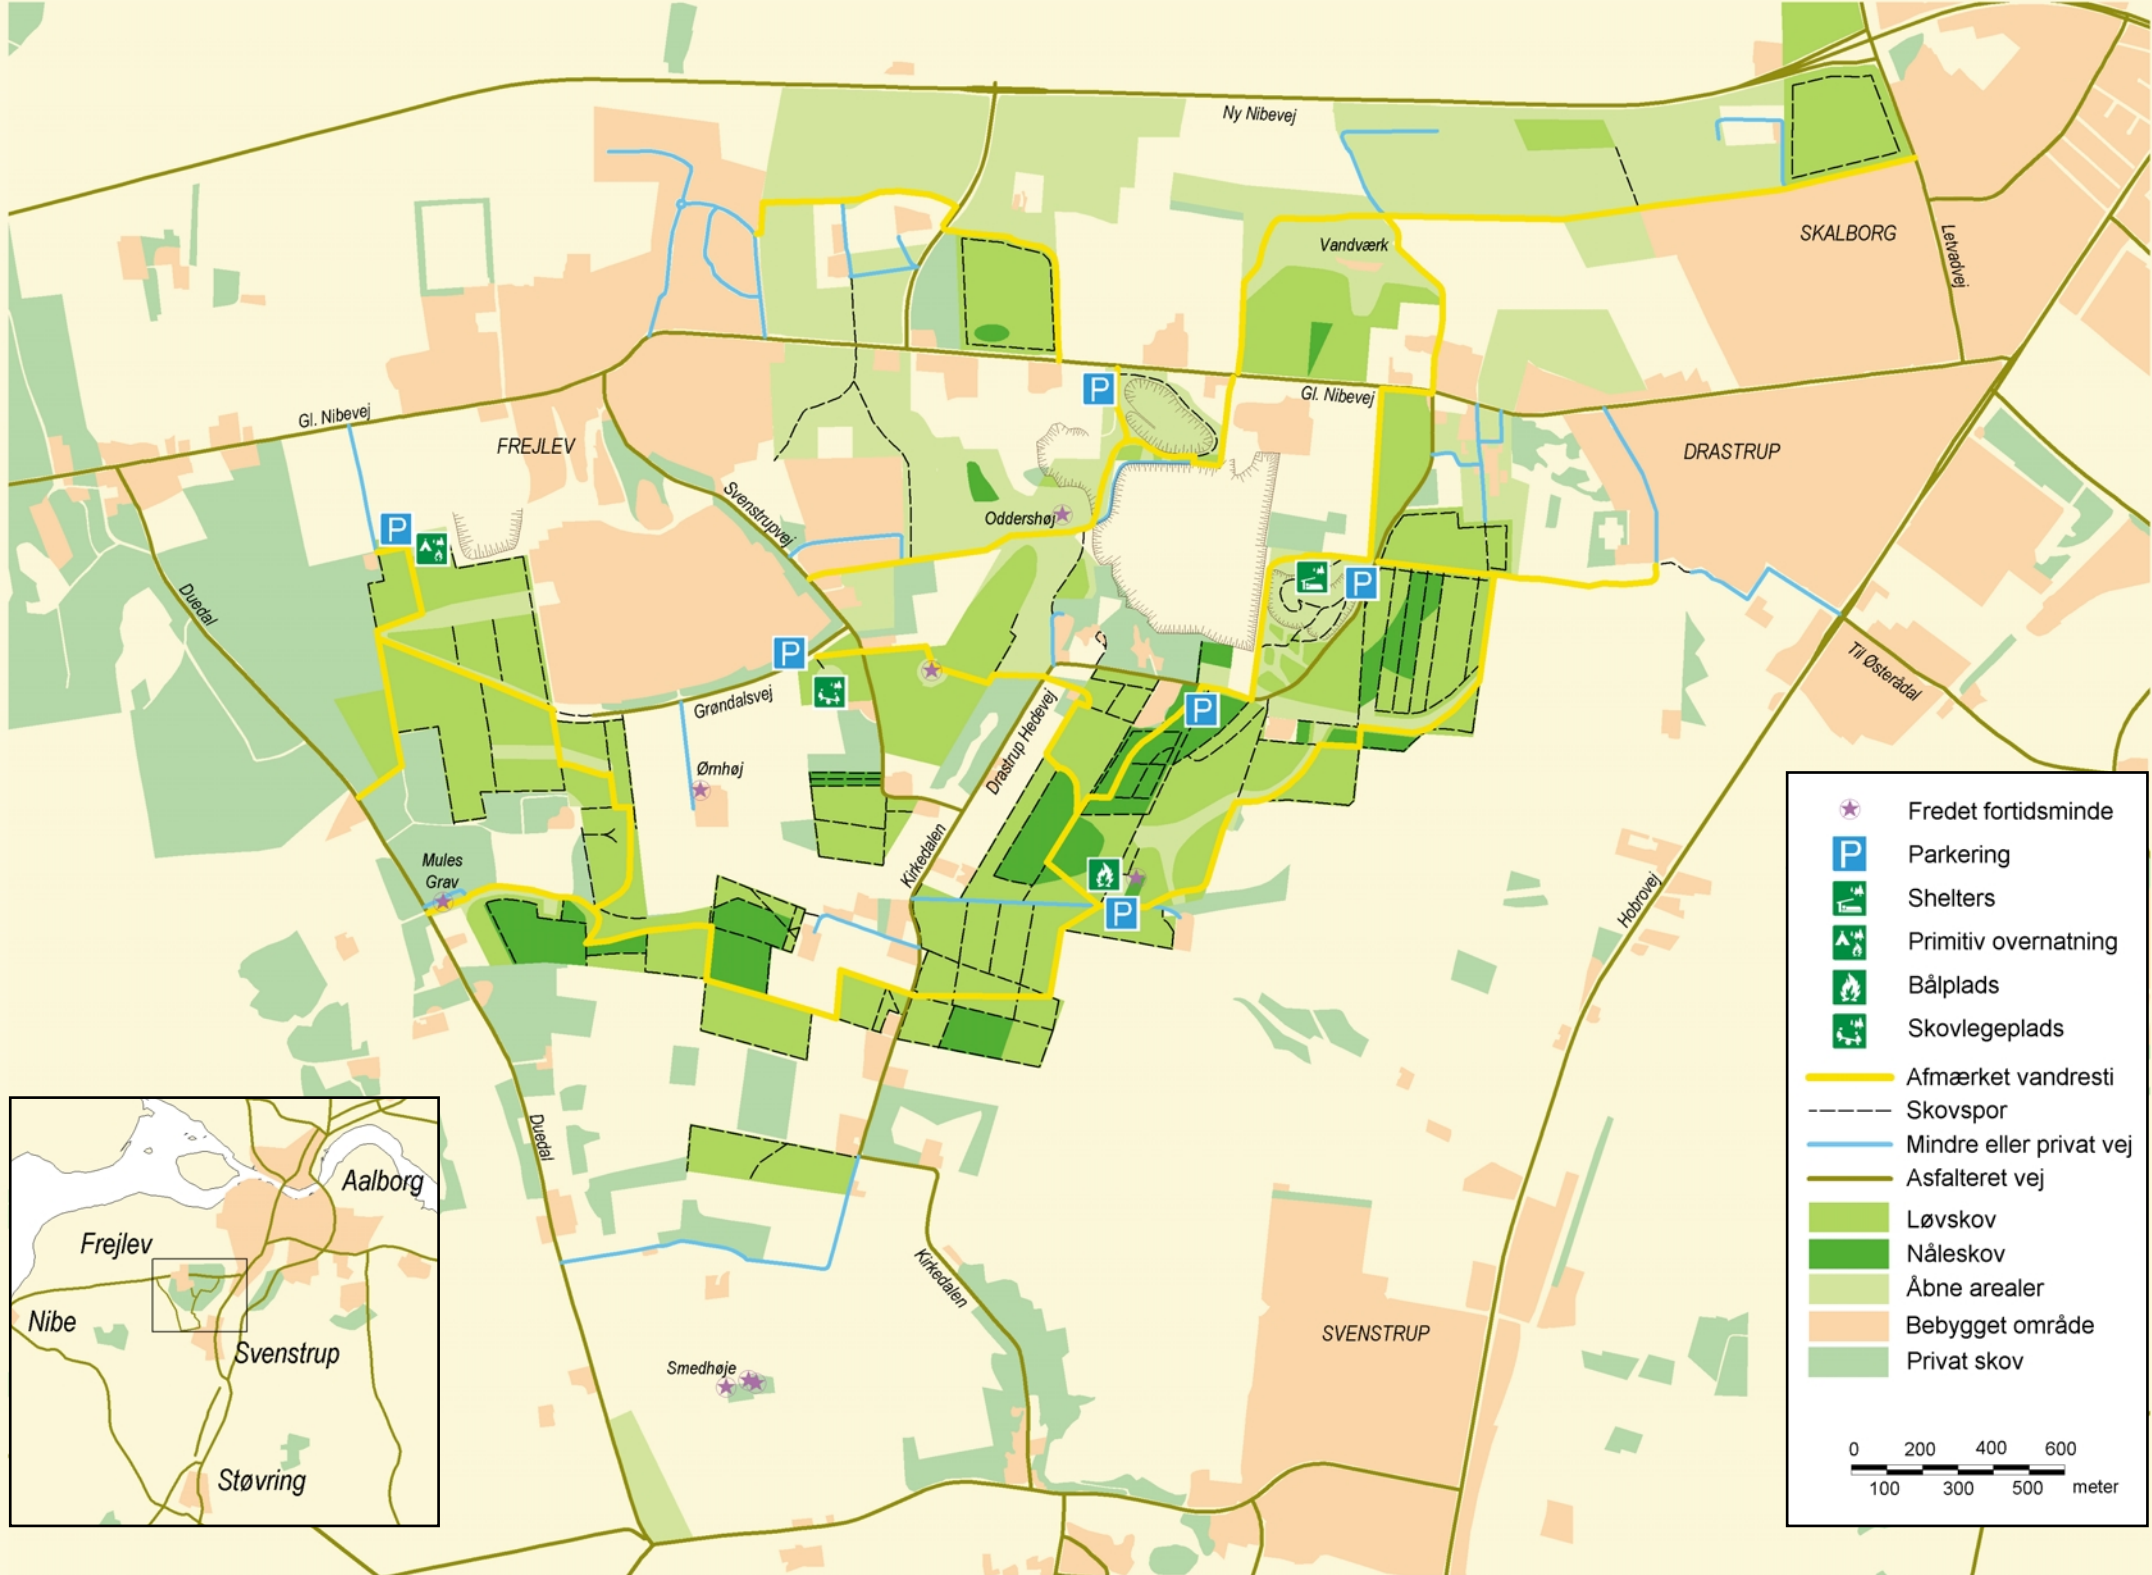 Ny Nibevej
Vandværk
SKALBORG
Letvadvej
Gl. Nibevej
Gl. Nibevej
FREJLEV
DRASTRUP
P
Svenstrupvej
Oddershøj
P
P
Duedal
P
Til Østerådal
Grøndalsvej
P
Drastrup Hedevej
Ørnhøj
Mules
Grav
Kirkedalen
P
Hobrovej
Duedal
Kirkedalen
SVENSTRUP
Smedhøje
Aalborg
Frejlev
Nibe
Svenstrup
Støvring
Fredet fortidsminde
P Parkering
Shelters
Primitiv overnatning
Bålplads
Skovlegeplads
Afmærket vandresti
Skovspor
Mindre eller privat vej
Asfalteret vej
Løvskov
Nåleskov
Åbne arealer
Bebygget område
Privat skov
0 200 400 600
100 300 500 meter